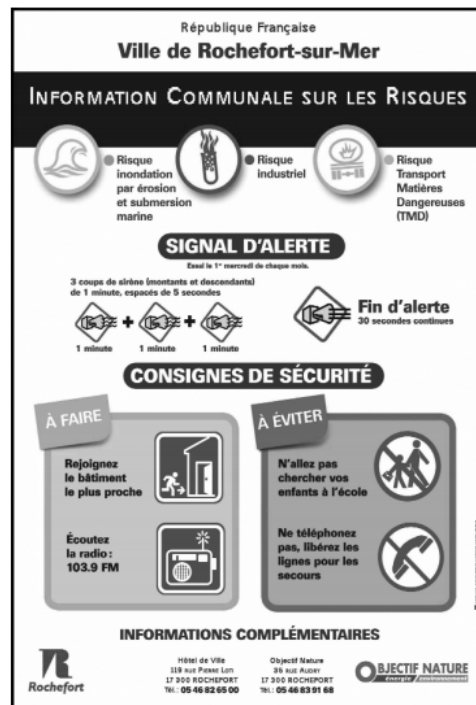 République Française
Ville de Rochefort-sur-Mer
INFORMATION COMMUNALE SUR LES RISQUES
Risque
inondation
par érosion
et submersion
marine
Risque
industriel
Risque
Transport
Matières
Dangereuses
(TMD)
SIGNAL D'ALERTE
Essai le 1er mercredi de chaque mois.
3 coups de sirène (montants et descendants)
de 1 minute, espacés de 5 secondes
+ +
1 minute 1 minute 1 minute
Fin d'alerte
30 secondes continues
CONSIGNES DE SÉCURITÉ
À FAIRE
Rejoignez
le bâtiment
le plus proche
Écoutez
la radio :
103.9 FM
À ÉVITER
N'allez pas
chercher vos
enfants à l'école
Ne téléphonez
pas, libérez les
lignes pour les
secours
INFORMATIONS COMPLÉMENTAIRES
Rochefort
Hôtel de Ville
119 RUE PIERRE LOTI
17 300 ROCHEFORT
TÉL. : 05 46 82 65 00
Objectif Nature
35 RUE AUDRY
17 300 ROCHEFORT
TÉL. : 05 46 83 91 68
OBJECTIF NATURE
énergie / environnement